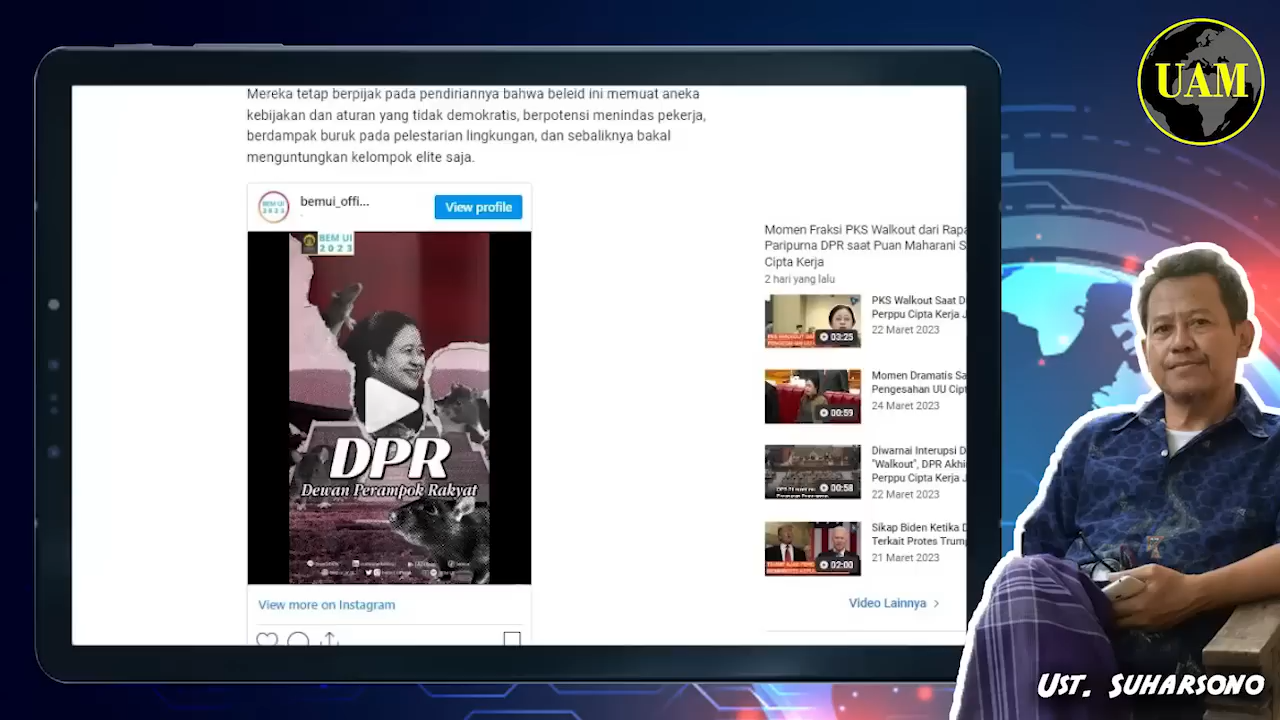 Mereka tetap berpijak pada pendiriannya bahwa beleid ini memuat aneka
kebijakan dan aturan yang tidak demokratis, berpotensi menindas pekerja,
berdampak buruk pada pelestarian lingkungan, dan sebaliknya bakal
menguntungkan kelompok elite saja.
BEM UI
2023
bemui_offi...
View profile
BEM UI
2023
DPR
Dewan Perampok Rakyat
View more on Instagram
Momen Fraksi PKS Walkout dari Rapa
Paripurna DPR saat Puan Maharani S
Cipta Kerja
2 hari yang lalu
03:25
PKS Walkout Saat D
Perppu Cipta Kerja J
22 Maret 2023
00:59
Momen Dramatis Sa
Pengesahan UU Cipt
24 Maret 2023
00:58
Diwarnai Interupsi D
"Walkout", DPR Akhi
Perppu Cipta Kerja J
22 Maret 2023
02:00
Sikap Biden Ketika D
Terkait Protes Trump
21 Maret 2023
Video Lainnya
UAM
UST. SUHARSONO